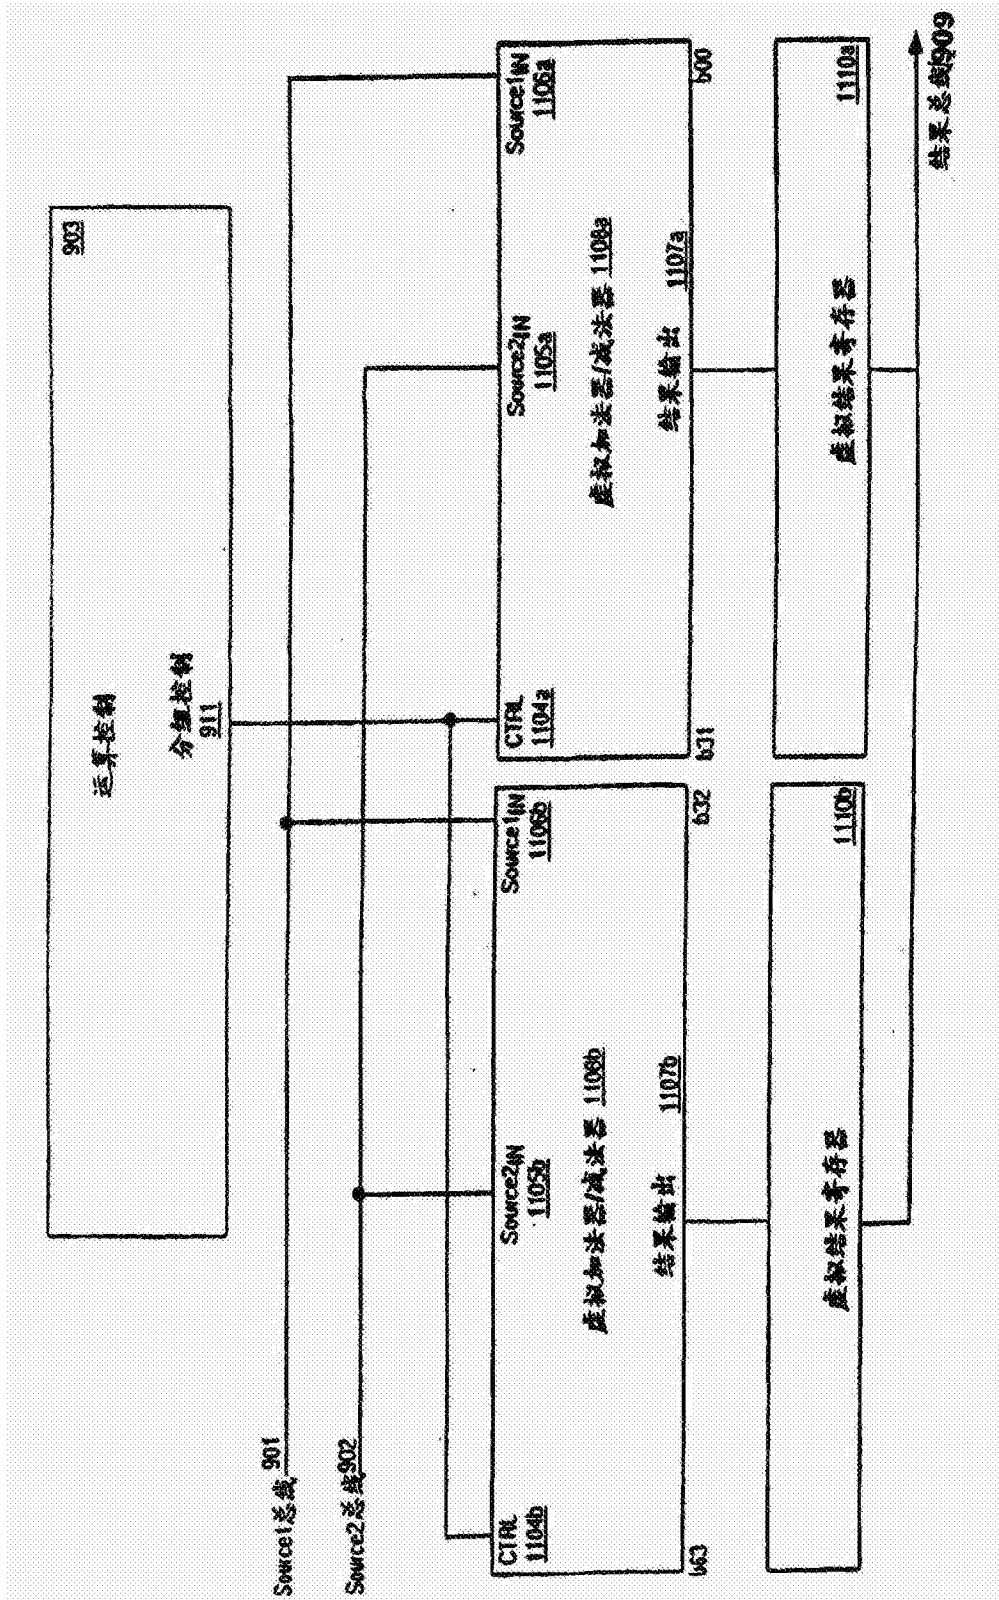 903
运算控制
分组控制
911
Source1总线 901
Source2总线 902
CTRL
1104b
Source2IN
1105b
Source1IN
1106b
虚拟加法器/减法器 1108b
结果输出
1107b
b63
b32
CTRL
1104a
Source2IN
1105a
Source1IN
1106a
虚拟加法器/减法器 1108a
结果输出
1107a
b31
b00
1110b
虚拟结果寄存器
1110a
虚拟结果寄存器
结果总线909